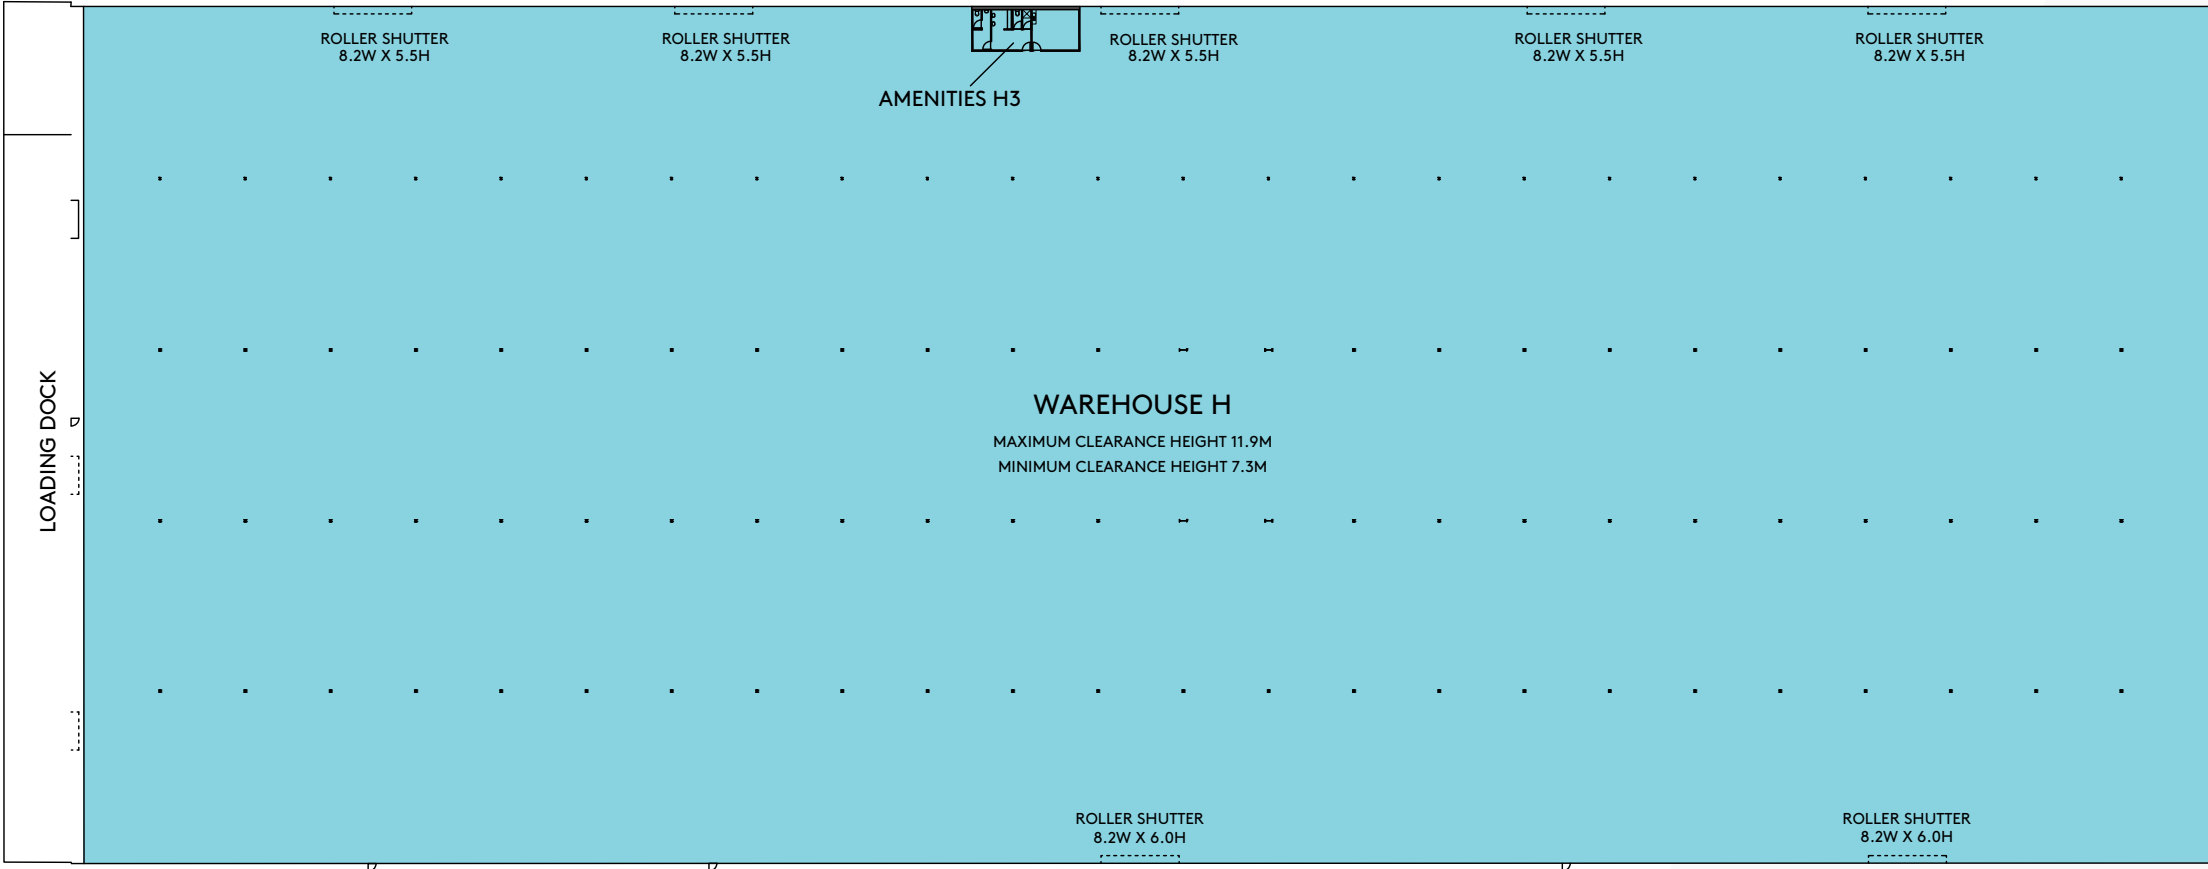 ROLLER SHUTTER
8.2W X 5.5H
ROLLER SHUTTER
8.2W X 5.5H
ROLLER SHUTTER
8.2W X 5.5H
ROLLER SHUTTER
8.2W X 5.5H
ROLLER SHUTTER
8.2W X 5.5H
AMENITIES H3
LOADING DOCK
WAREHOUSE H
MAXIMUM CLEARANCE HEIGHT 11.9M
MINIMUM CLEARANCE HEIGHT 7.3M
ROLLER SHUTTER
8.2W X 6.0H
ROLLER SHUTTER
8.2W X 6.0H